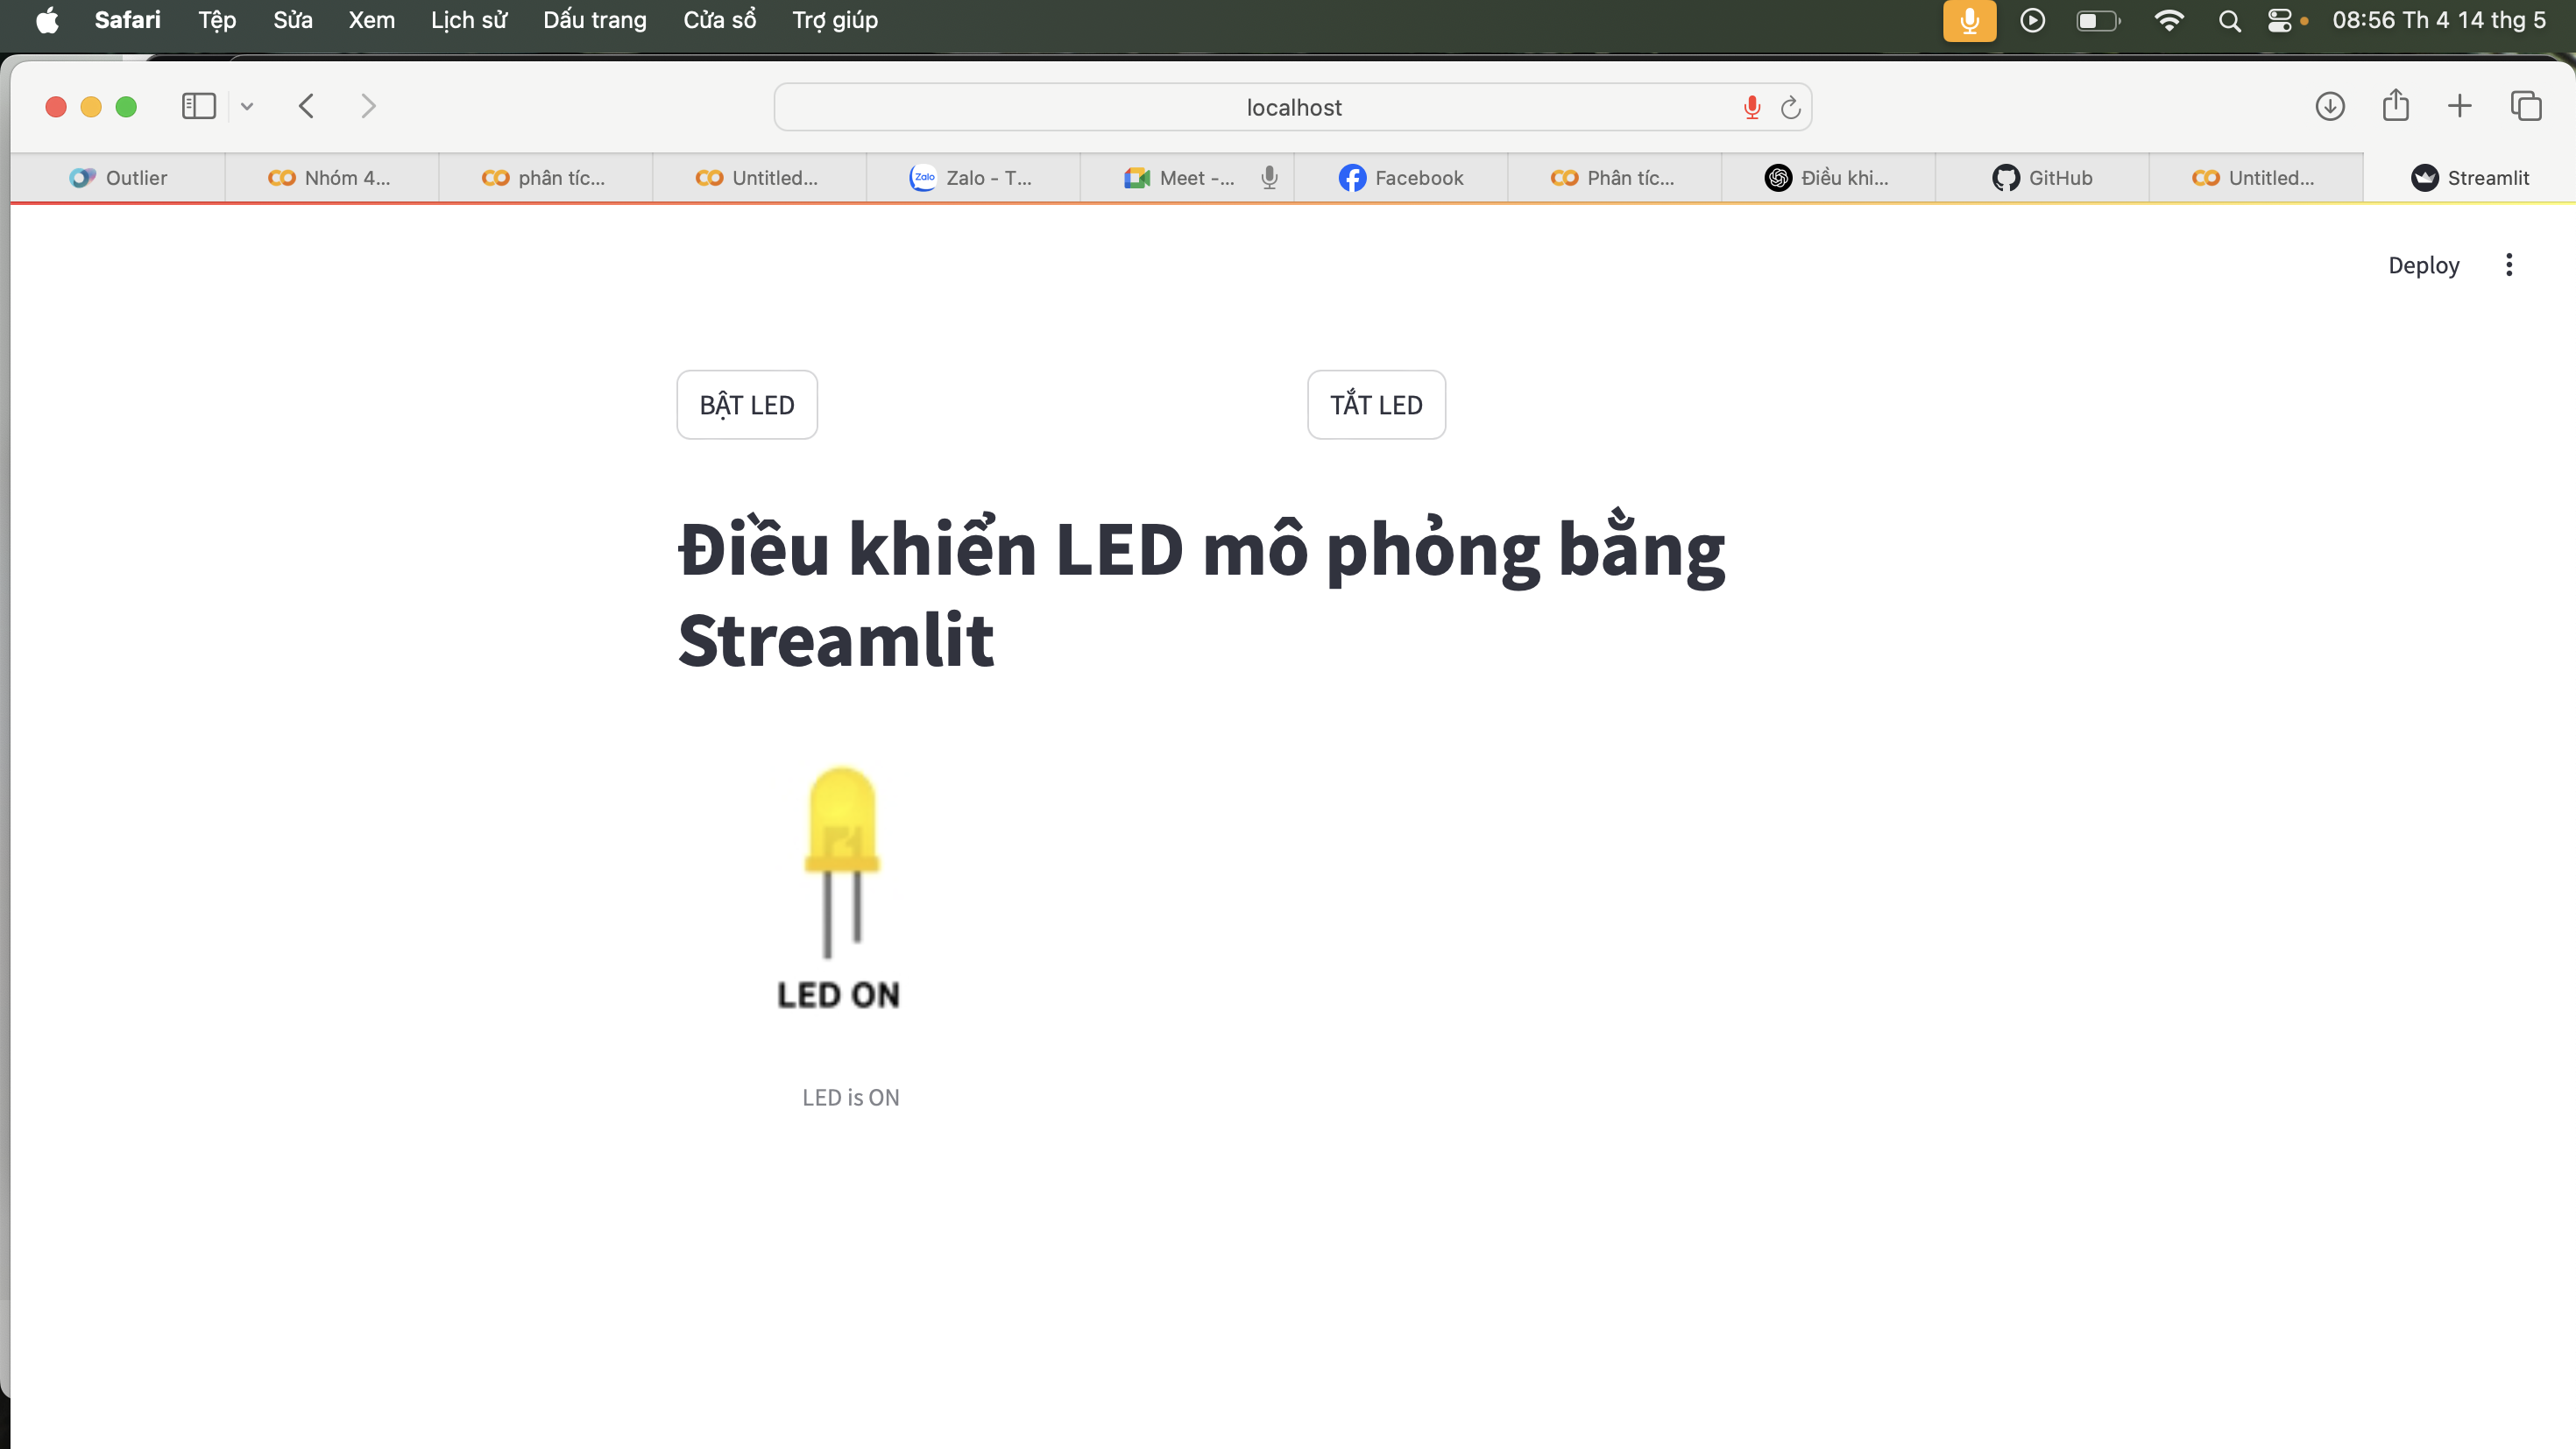 Safari Tệp Sửa Xem Lịch sử Dấu trang Cửa sổ Trợ giúp 08:56 Th 4 14 thg 5
localhost
Outlier Nhóm 4... phân tíc... Untitled... Zalo Zalo - T... Meet -... Facebook Phân tíc... Điều khi... GitHub Untitled... Streamlit
Deploy
BẬT LED TẮT LED
Điều khiển LED mô phỏng bằng
Streamlit
LED ON
LED is ON